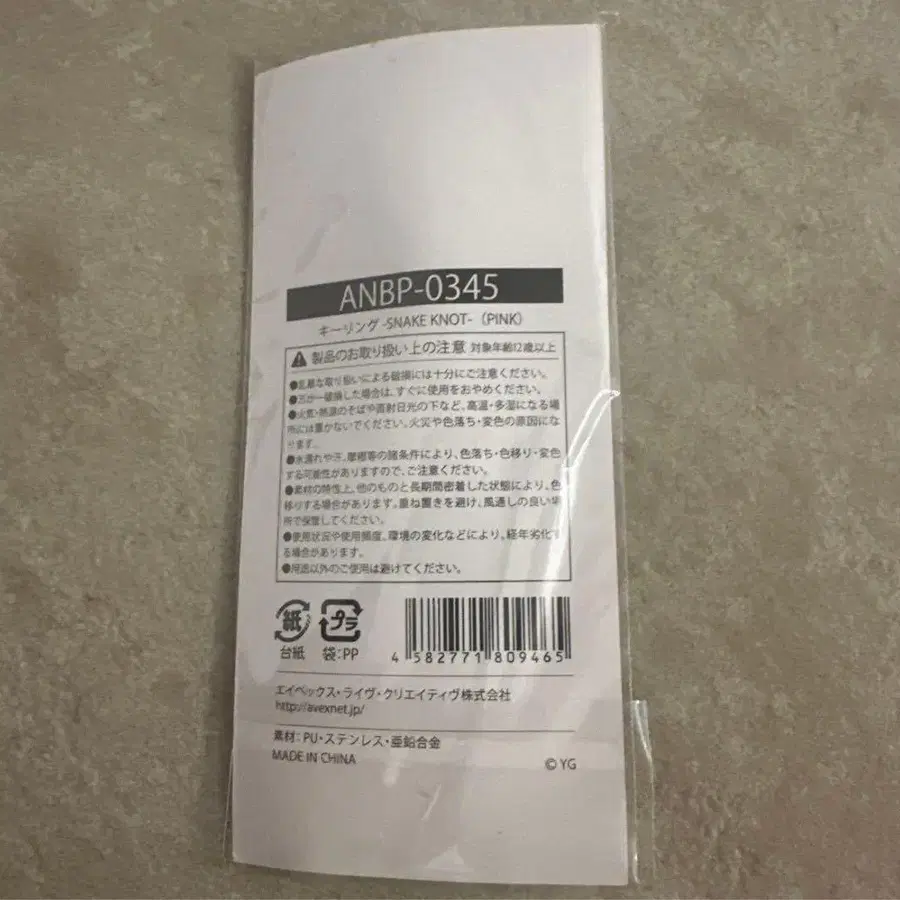 ANBP-0345
キーリング -SNAKE KNOT-（PINK）
製品のお取り扱い上の注意 対象年齢12歳以上
●乱暴な取り扱いによる破損には十分にご注意ください。
●万が一破損した場合は、すぐに使用をおやめください。
●火気・熱源のそばや直射日光の下など、高温・多湿になる場
所には置かないでください。火災や色落ち・変色の原因にな
ります。
●水濡れや汗、摩擦等の諸条件により、色落ち・色移り・変色
する可能性がありますので、ご注意ください。
●素材の特性上、他のものと長期間密着した状態により、色
移りする場合があります。重ね置きを避け、風通しの良い場
所で保管してください。
●使用状況や使用頻度、環境の変化などにより、経年劣化す
る場合があります。
●用途以外のご使用は避けてください。
紙 プラ
台紙 袋：PP
4 582771 809465
エイベックス・ライヴ・クリエイティヴ株式会社
http://avexnet.jp/
素材：PU・ステンレス・亜鉛合金
MADE IN CHINA © YG